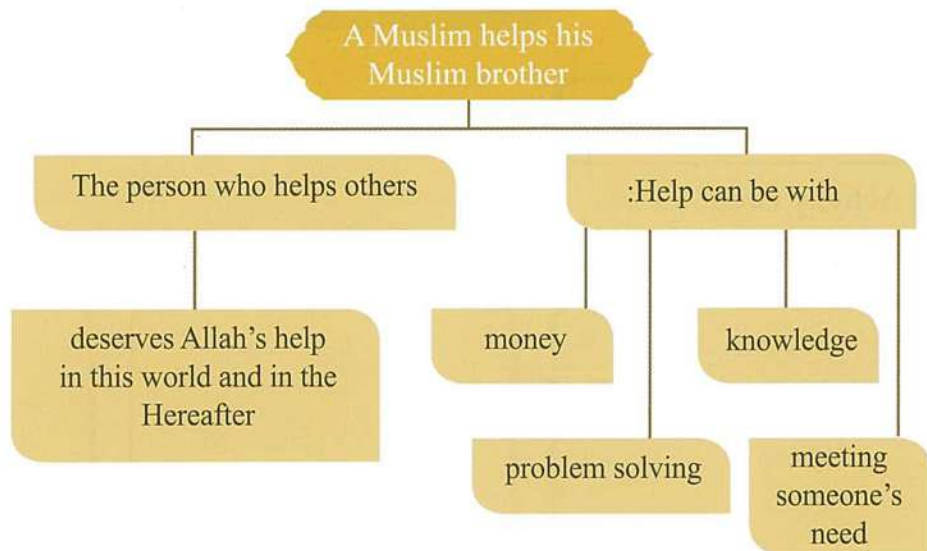 A Muslim helps his
Muslim brother
The person who helps others
:Help can be with
deserves Allah’s help
in this world and in the
Hereafter
money
knowledge
problem solving
meeting
someone’s
need